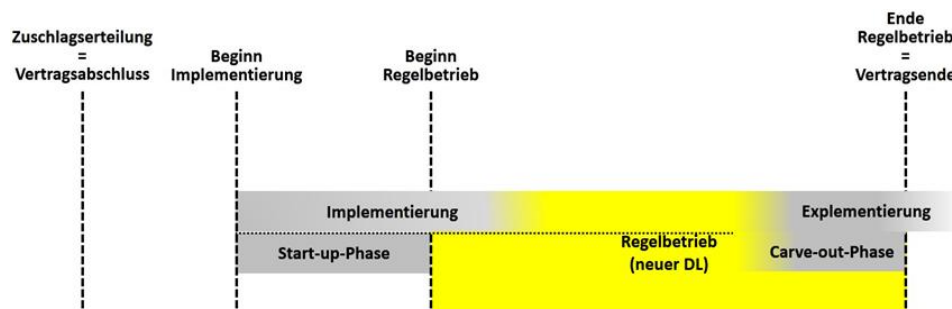 Zuschlagserteilung
=
Vertragsabschluss
Beginn
Implementierung
Beginn
Regelbetrieb
Ende
Regelbetrieb
=
Vertragsende
Implementierung
Explementierung
Start-up-Phase
Regelbetrieb
(neuer DL)
Carve-out-Phase